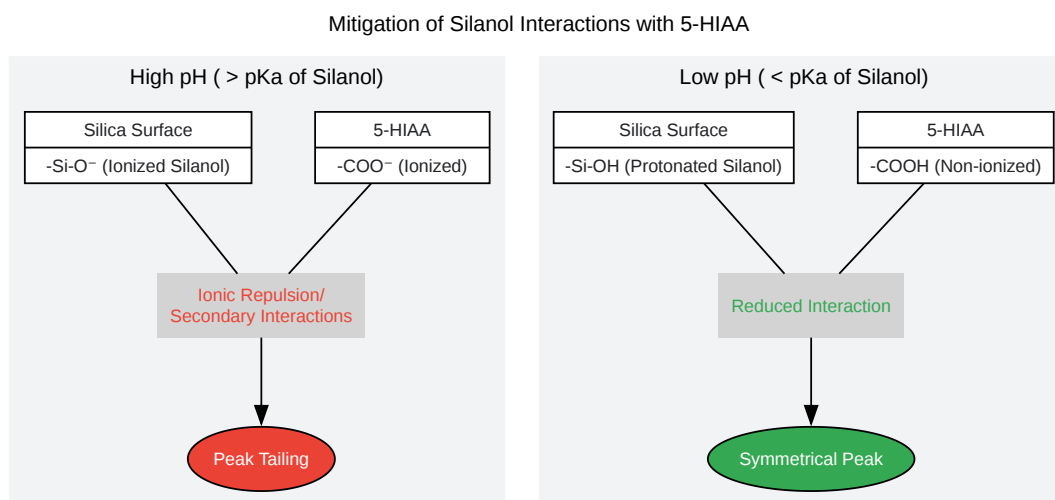 Mitigation of Silanol Interactions with 5-HIAA
High pH ( > pKa of Silanol)
Silica Surface
-Si-O⁻ (Ionized Silanol)
5-HIAA
-COO⁻ (Ionized)
Ionic Repulsion/
Secondary Interactions
Peak Tailing
Low pH ( < pKa of Silanol)
Silica Surface
-Si-OH (Protonated Silanol)
5-HIAA
-COOH (Non-ionized)
Reduced Interaction
Symmetrical Peak